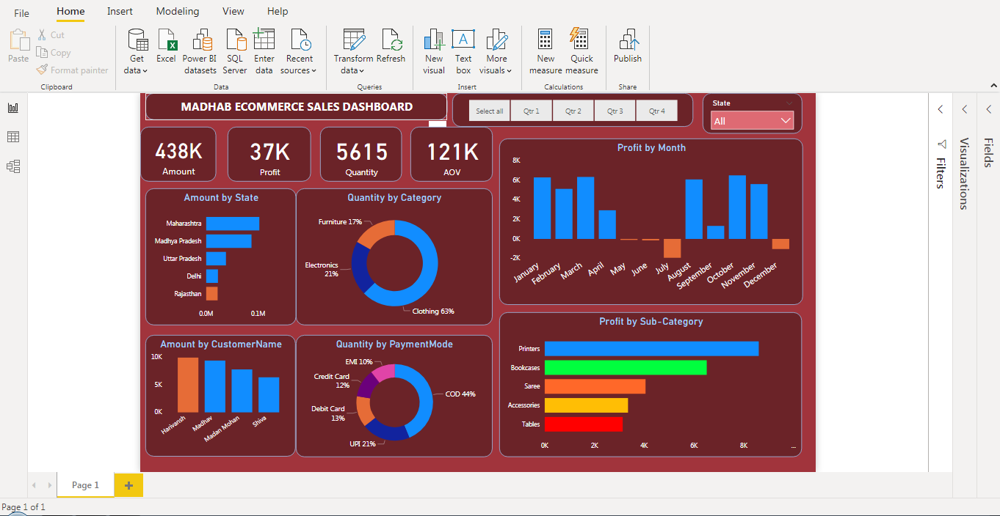 File
Home
Insert
Modeling
View
Help
Paste
Cut
Copy
Format painter
Clipboard
Get
data
Excel
Power BI
datasets
SQL
Server
Enter
data
Recent
sources
Data
Transform
data
Refresh
Queries
New
visual
Text
box
More
visuals
Insert
New
measure
Quick
measure
Calculations
Publish
Share
MADHAB ECOMMERCE SALES DASHBOARD
Select all
Qtr 1
Qtr 2
Qtr 3
Qtr 4
State
All
438K
Amount
37K
Profit
5615
Quantity
121K
AOV
Profit by Month
8K
6K
4K
2K
0K
-2K
January
February
March
April
May
June
July
August
September
October
November
December
Amount by State
Maharashtra
Madhya Pradesh
Uttar Pradesh
Delhi
Rajasthan
0.0M
0.1M
Quantity by Category
Furniture 17%
Electronics
21%
Clothing 63%
Amount by CustomerName
10K
5K
0K
Harivansh
Madhav
Madan Mohan
Shiva
Quantity by PaymentMode
EMI 10%
Credit Card
12%
Debit Card
13%
UPI 21%
COD 44%
Profit by Sub-Category
Printers
Bookcases
Saree
Accessories
Tables
0K
2K
4K
6K
8K
...
Filters
Visualizations
Fields
Page 1
Page 1 of 1